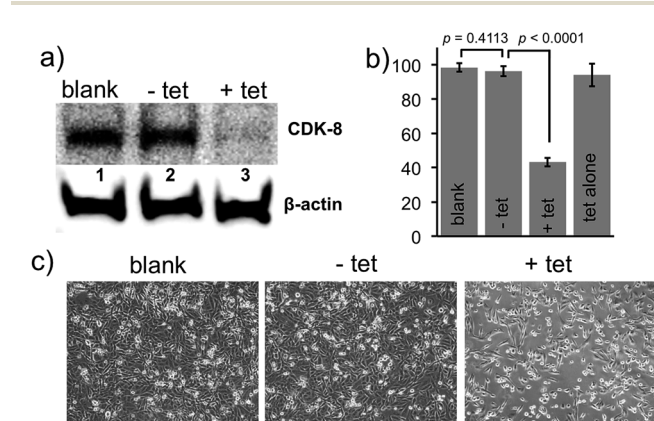 a)
blank - tet + tet
CDK-8
1 2 3
β-actin
b)
p = 0.4113 p < 0.0001
100
80
60
40
20
0
blank
- tet
+ tet
tet alone
c)
blank - tet + tet